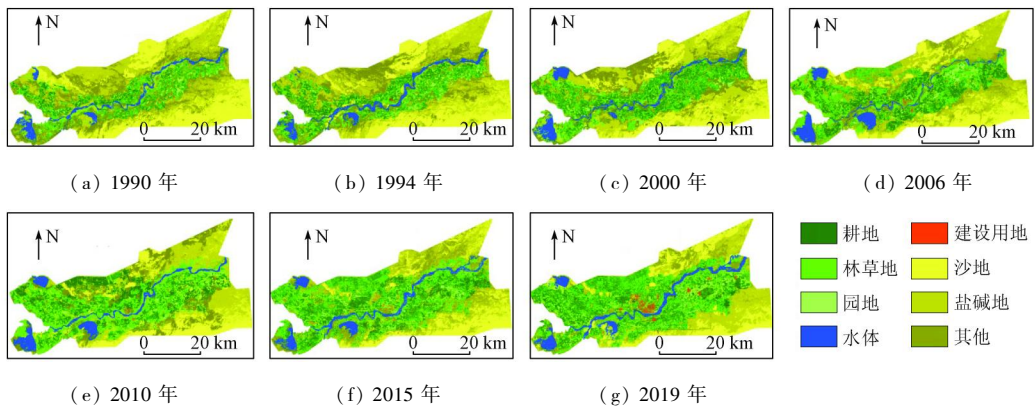 N N N N
0 20 km 0 20 km 0 20 km 0 20 km
(a) 1990 年 (b) 1994 年 (c) 2000 年 (d) 2006 年
N N N
0 20 km 0 20 km 0 20 km
(e) 2010 年 (f) 2015 年 (g) 2019 年
耕地 建设用地
林草地 沙地
园地 盐碱地
水体 其他